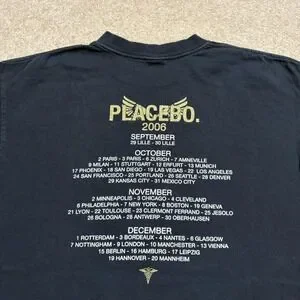 PLACEBO.
2006
SEPTEMBER
29 LILLE - 30 LILLE
OCTOBER
2 PARIS - 3 PARIS - 6 ZURICH - 7 AMNEVILLE
9 MILAN - 11 STUTTGART - 12 ERFURT - 13 MUNICH
17 PHOENIX - 18 SAN DIEGO - 19 LAS VEGAS - 22 LOS ANGELES
24 SAN FRANCISCO - 25 PORTLAND - 26 SEATTLE - 28 DENVER
29 KANSAS CITY - 31 MEXICO CITY
NOVEMBER
2 MINNEAPOLIS - 3 CHICAGO - 4 CLEVELAND
6 PHILADELPHIA - 7 NEW YORK - 8 BOSTON - 19 GENEVA
21 LYON - 22 TOULOUSE - 23 CLERMONT FERRAND - 25 JESOLO
26 BOLOGNA - 28 ANTWERP - 30 OBERHAUSEN
DECEMBER
1 ROTTERDAM - 3 BORDEAUX - 4 NANTES - 6 GLASGOW
7 NOTTINGHAM - 9 LONDON - 10 MANCHESTER - 13 VIENNA
15 BERLIN - 16 HAMBURG - 17 LEIPZIG
19 HANNOVER - 20 MANNHEIM